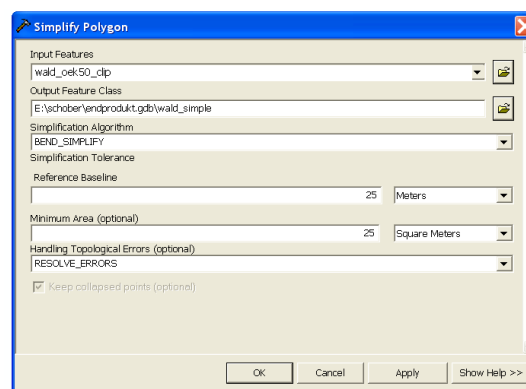 Simplify Polygon
Input Features
wald_oek50_clip
Output Feature Class
E:\schober\endprodukt.gdb\wald_simple
Simplification Algorithm
BEND_SIMPLIFY
Simplification Tolerance
Reference Baseline
25 Meters
Minimum Area (optional)
25 Square Meters
Handling Topological Errors (optional)
RESOLVE_ERRORS
Keep collapsed points (optional)
OK Cancel Apply Show Help >>